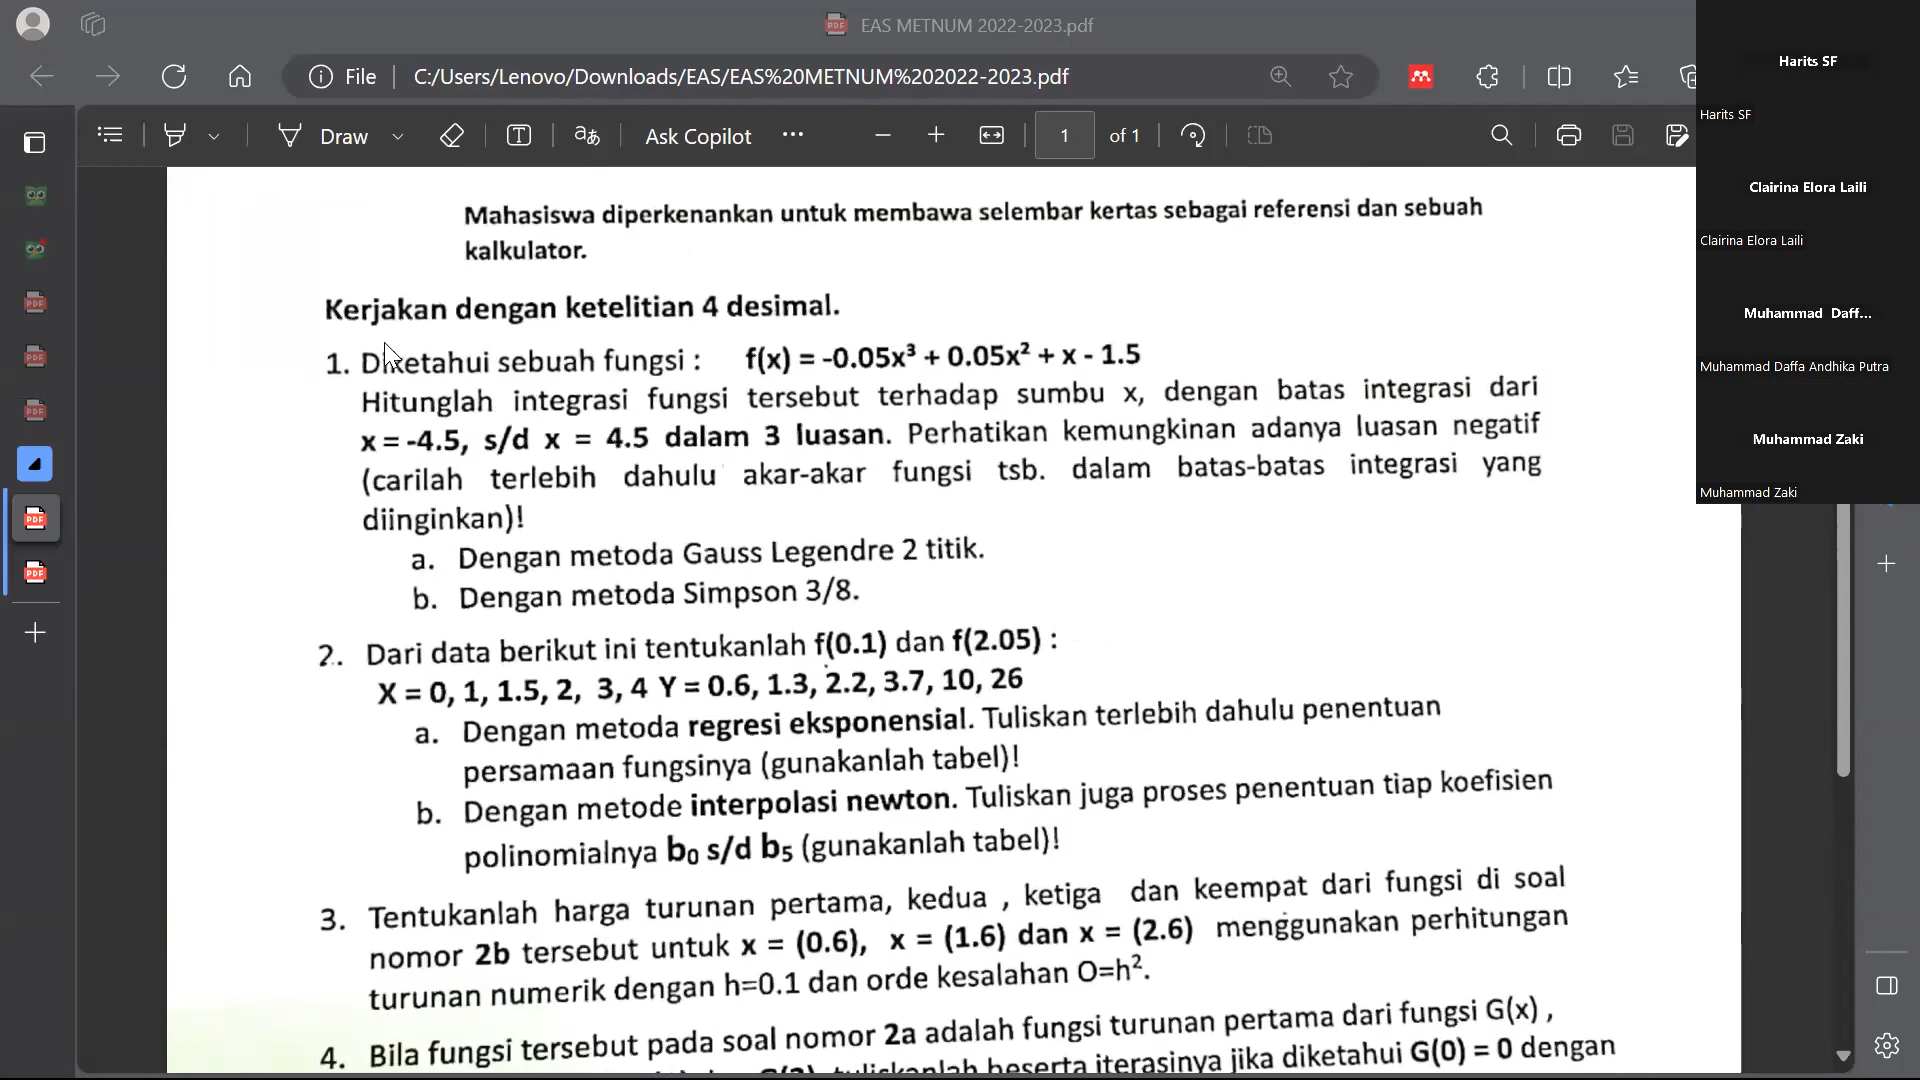 EAS METNUM 2022-2023.pdf
File
C:/Users/Lenovo/Downloads/EAS/EAS%20METNUM%202022-2023.pdf
Draw
Ask Copilot
1 of 1
Harits SF
Harits SF
Clairina Elora Laili
Clairina Elora Laili
Muhammad Daff...
Muhammad Daffa Andhika Putra
Muhammad Zaki
Muhammad Zaki
Mahasiswa diperkenankan untuk membawa selembar kertas sebagai referensi dan sebuah
kalkulator.
Kerjakan dengan ketelitian 4 desimal.
1. Diketahui sebuah fungsi : f(x) = -0.05x³ + 0.05x² + x - 1.5
Hitunglah integrasi fungsi tersebut terhadap sumbu x, dengan batas integrasi dari
x = -4.5, s/d x = 4.5 dalam 3 luasan. Perhatikan kemungkinan adanya luasan negatif
(carilah terlebih dahulu akar-akar fungsi tsb. dalam batas-batas integrasi yang
diinginkan)!
a. Dengan metoda Gauss Legendre 2 titik.
b. Dengan metoda Simpson 3/8.
2. Dari data berikut ini tentukanlah f(0.1) dan f(2.05) :
X = 0, 1, 1.5, 2, 3, 4 Y = 0.6, 1.3, 2.2, 3.7, 10, 26
a. Dengan metoda regresi eksponensial. Tuliskan terlebih dahulu penentuan
persamaan fungsinya (gunakanlah tabel)!
b. Dengan metode interpolasi newton. Tuliskan juga proses penentuan tiap koefisien
polinomialnya b₀ s/d b₅ (gunakanlah tabel)!
3. Tentukanlah harga turunan pertama, kedua , ketiga dan keempat dari fungsi di soal
nomor 2b tersebut untuk x = (0.6), x = (1.6) dan x = (2.6) menggunakan perhitungan
turunan numerik dengan h=0.1 dan orde kesalahan O=h².
4. Bila fungsi tersebut pada soal nomor 2a adalah fungsi turunan pertama dari fungsi G(x) ,
tuliskanlah beserta iterasinya jika diketahui G(0) = 0 dengan